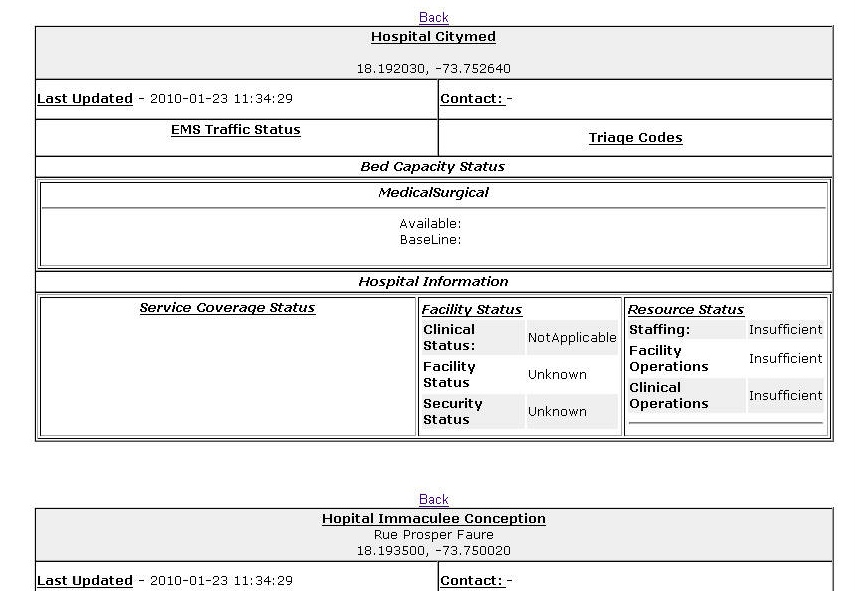 Back
Hospital Citymed
18.192030, -73.752640
Last Updated - 2010-01-23 11:34:29
Contact: -
EMS Traffic Status
Triage Codes
Bed Capacity Status
MedicalSurgical
Available:
BaseLine:
Hospital Information
Service Coverage Status
Facility Status
Clinical Status: NotApplicable
Facility Status Unknown
Security Status Unknown
Resource Status
Staffing: Insufficient
Facility Operations Insufficient
Clinical Operations Insufficient
Back
Hopital Immaculee Conception
Rue Prosper Faure
18.193500, -73.750020
Last Updated - 2010-01-23 11:34:29
Contact: -